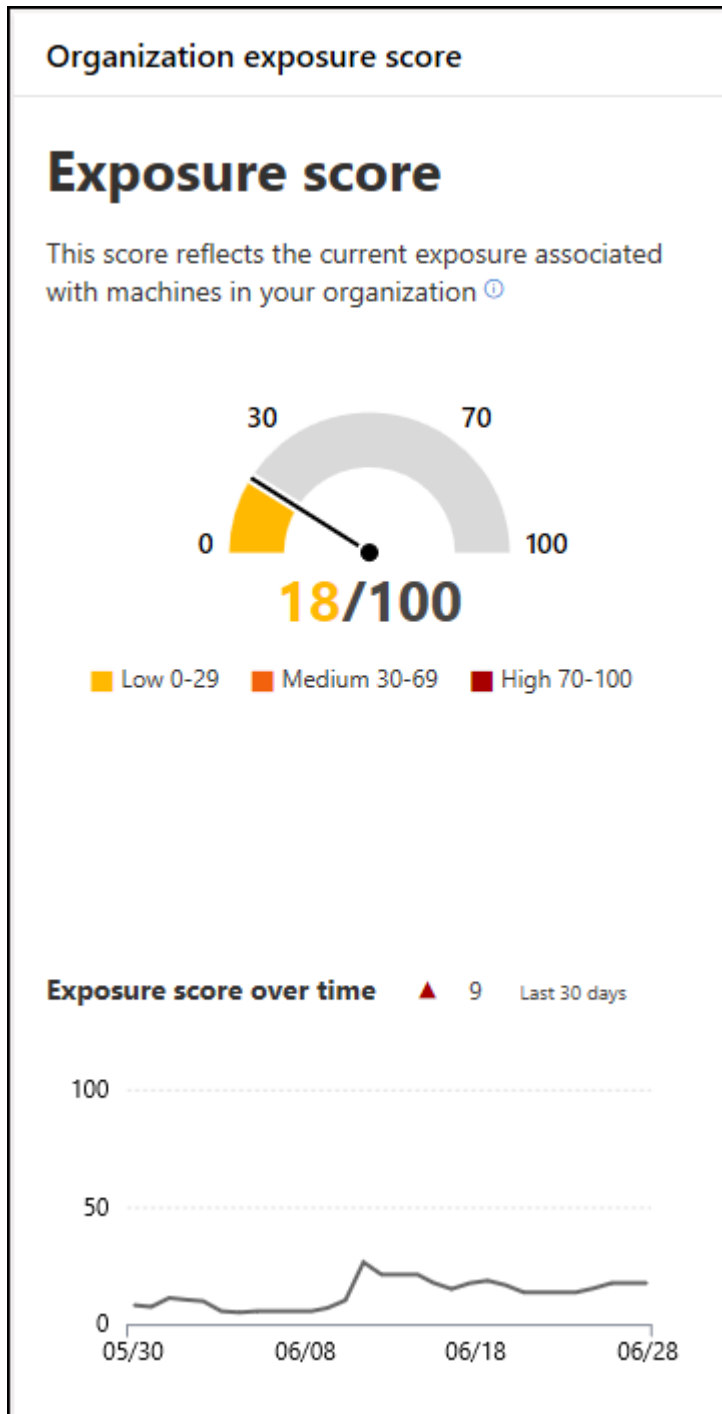 Organization exposure score
Exposure score
This score reflects the current exposure associated
with machines in your organization
30 70
0 100
18/100
Low 0-29 Medium 30-69 High 70-100
Exposure score over time ▲ 9 Last 30 days
100
50
0
05/30 06/08 06/18 06/28